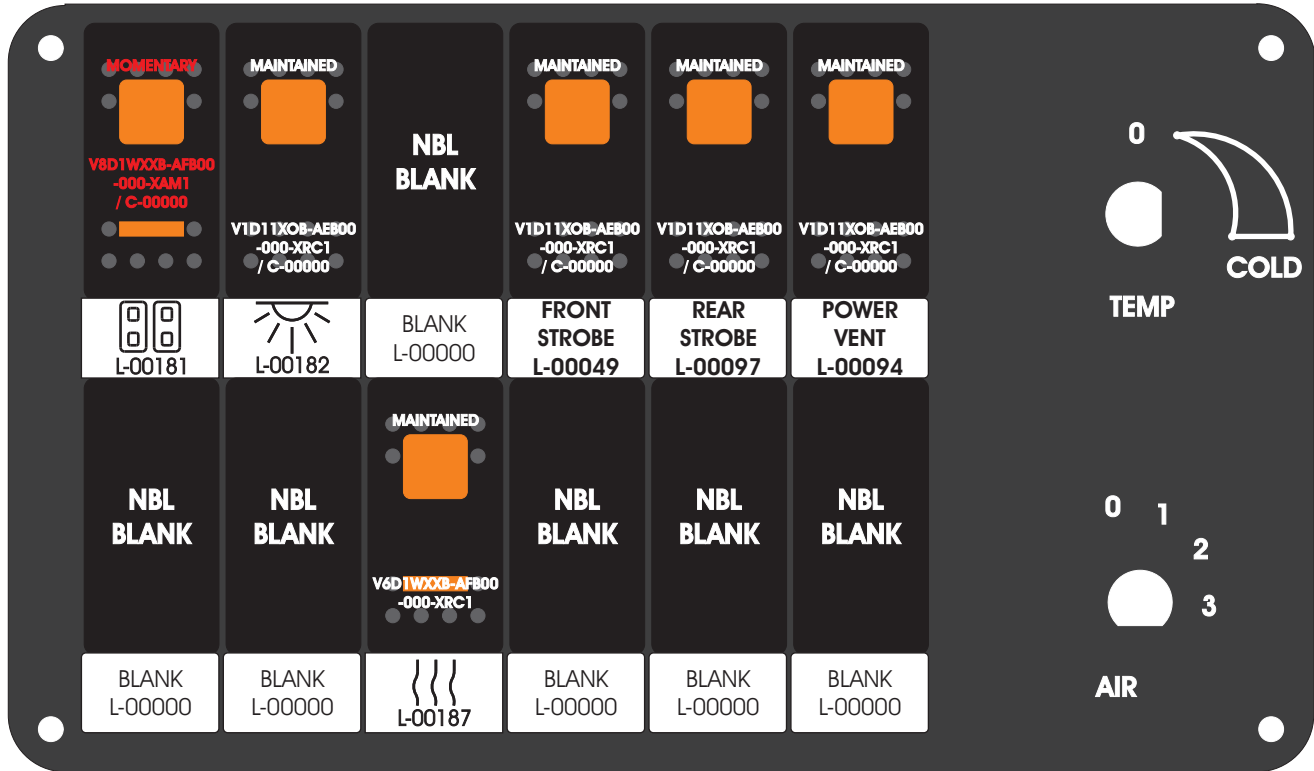 MOMENTARY
V8D1WXXB-AFB00
-000-XAM1
/ C-00000
L-00181
MAINTAINED
V1D11XOB-AEB00
-000-XRC1
/ C-00000
L-00182
NBL
BLANK
BLANK
L-00000
MAINTAINED
V1D11XOB-AEB00
-000-XRC1
/ C-00000
FRONT
STROBE
L-00049
MAINTAINED
V1D11XOB-AEB00
-000-XRC1
/ C-00000
REAR
STROBE
L-00097
MAINTAINED
V1D11XOB-AEB00
-000-XRC1
/ C-00000
POWER
VENT
L-00094
NBL
BLANK
BLANK
L-00000
NBL
BLANK
BLANK
L-00000
MAINTAINED
V6D1WXXB-AFB00
-000-XRC1
L-00187
NBL
BLANK
BLANK
L-00000
NBL
BLANK
BLANK
L-00000
NBL
BLANK
BLANK
L-00000
0
COLD
TEMP
0
1
2
3
AIR